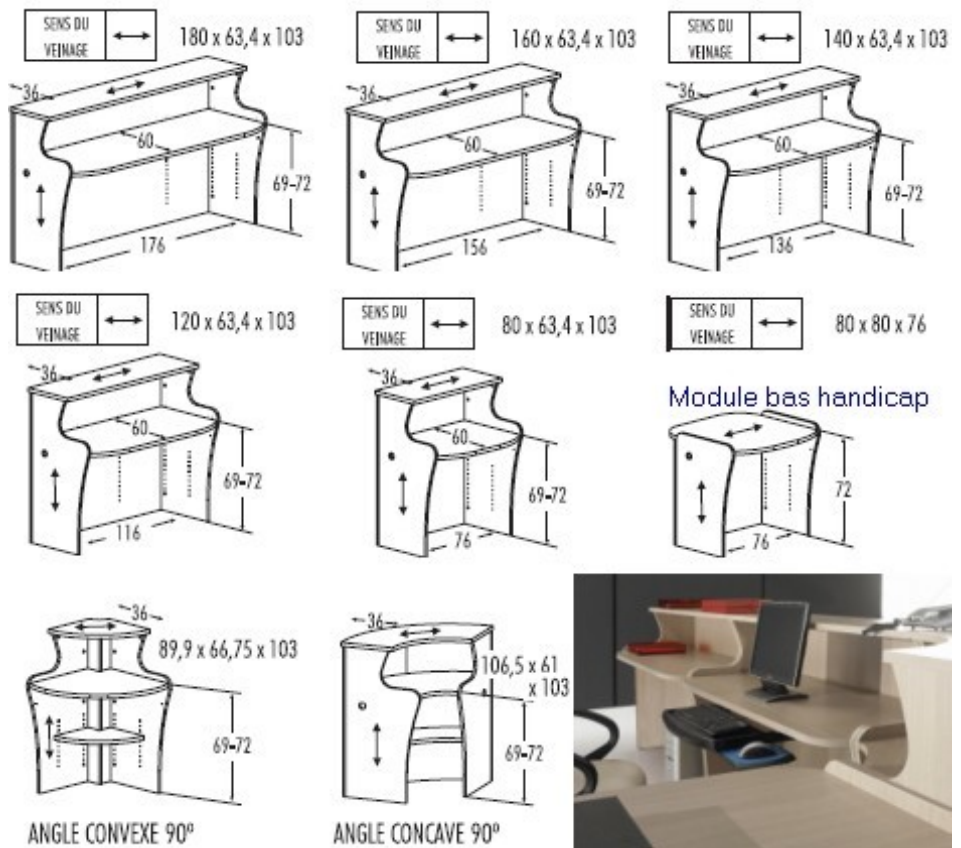 SENS DU
VEINAGE
180 x 63,4 x 103
36
60
69-72
176
SENS DU
VEINAGE
160 x 63,4 x 103
36
60
69-72
156
SENS DU
VEINAGE
140 x 63,4 x 103
36
60
69-72
136
SENS DU
VEINAGE
120 x 63,4 x 103
36
60
69-72
116
SENS DU
VEINAGE
80 x 63,4 x 103
36
60
69-72
76
SENS DU
VEINAGE
80 x 80 x 76
Module bas handicap
72
76
36
89,9 x 66,75 x 103
69-72
ANGLE CONVEXE 90º
36
106,5 x 61
x 103
69-72
ANGLE CONCAVE 90º